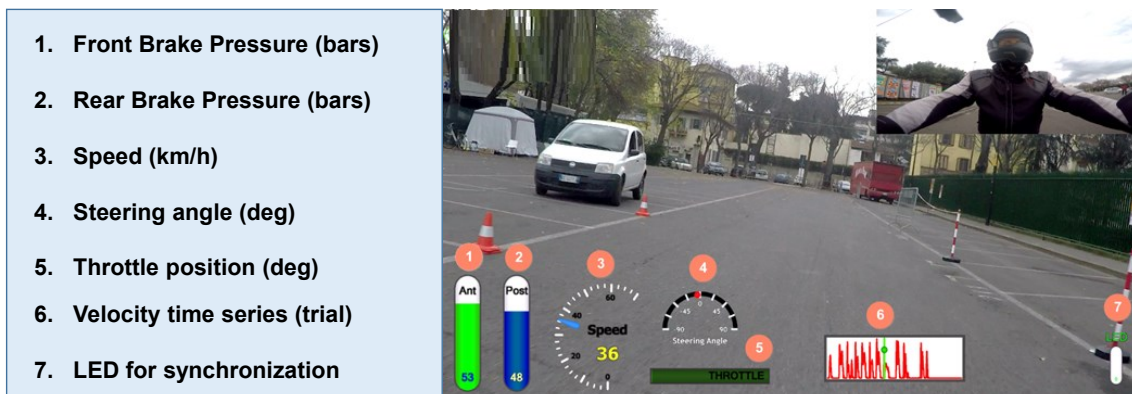 1. Front Brake Pressure (bars)
2. Rear Brake Pressure (bars)
3. Speed (km/h)
4. Steering angle (deg)
5. Throttle position (deg)
6. Velocity time series (trial)
7. LED for synchronization
1 2 3 4
Ant Post
60
40
20
0
Speed
36
-90 -45 0 45 90
Steering Angle
5
THROTTLE
53 48
6
7
LED